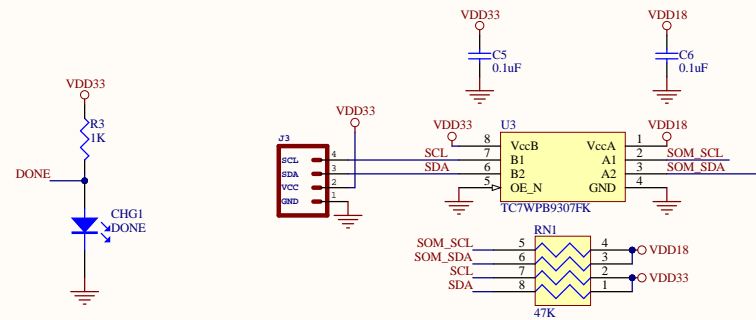 VDD33
VDD18
C5
0.1uF
C6
0.1uF
VDD33
R3
1K
DONE
CHG1
DONE
VDD33
J3
SCL 4
SDA 3
VCC 2
GND 1
SCL
SDA
VDD33
U3
VDD18
8 VccB VccA 1
7 B1 A1 2 SOM_SCL
6 B2 A2 3 SOM_SDA
5 OE_N GND 4
TC7WPB9307FK
RN1
SOM_SCL 5 4 VDD18
SOM_SDA 6 3
SCL 7 2 VDD33
SDA 8 1
47K